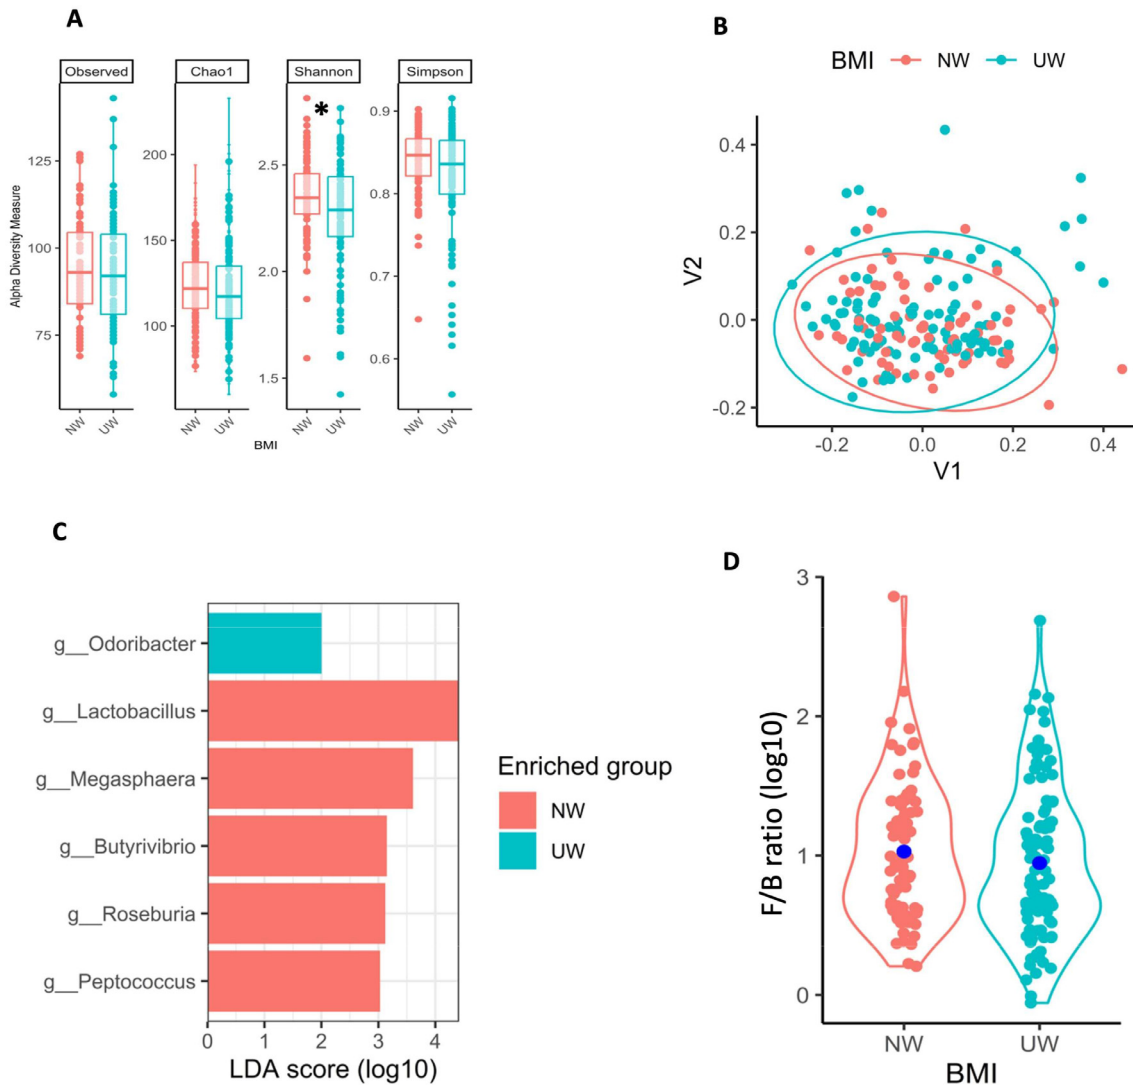 A
Observed Chao1 Shannon Simpson
Alpha Diversity Measure
*
125
100
75
200
150
100
2.5
2.0
1.5
0.9
0.8
0.7
0.6
NW UW NW UW NW UW NW UW
BMI
B
BMI NW UW
V2
0.4
0.2
0.0
-0.2
-0.2 0.0 0.2 0.4
V1
C
g__Odoribacter
g__Lactobacillus
g__Megasphaera
g__Butyrivibrio
g__Roseburia
g__Peptococcus
0 1 2 3 4
LDA score (log10)
Enriched group
NW
UW
D
F/B ratio (log10)
3
2
1
0
NW UW
BMI